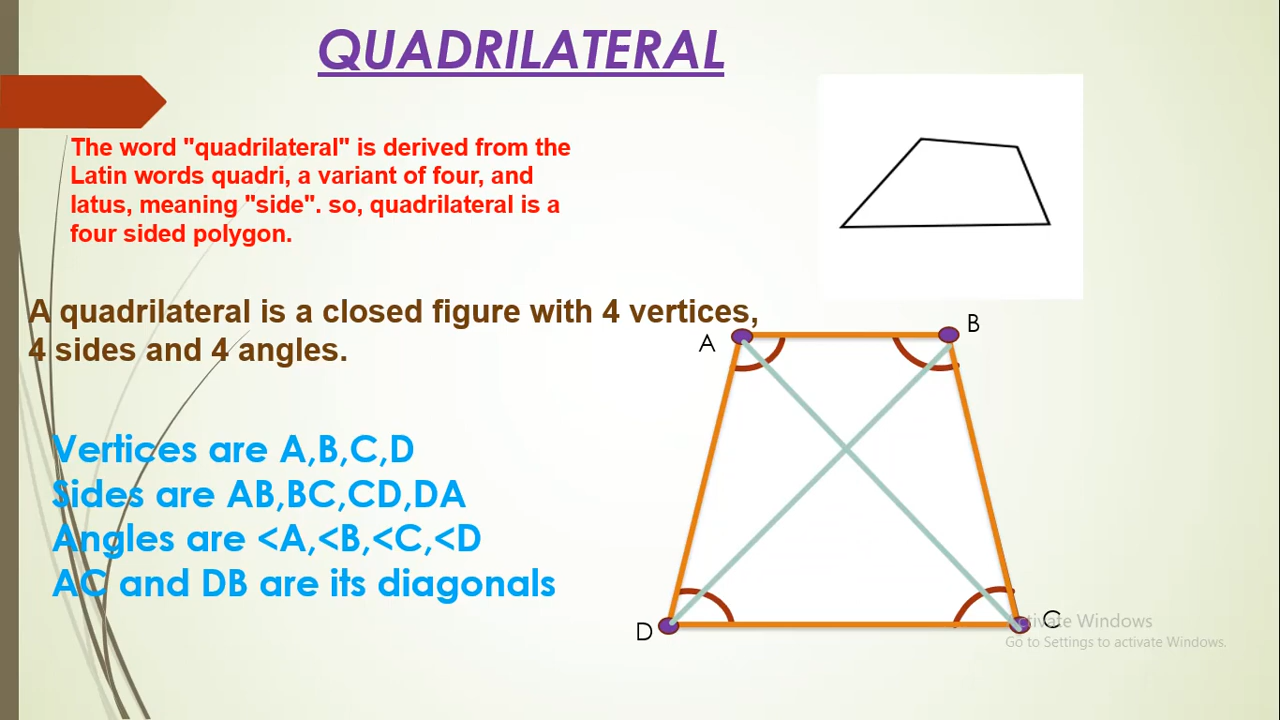 QUADRILATERAL
The word "quadrilateral" is derived from the
Latin words quadri, a variant of four, and
latus, meaning "side". so, quadrilateral is a
four sided polygon.
A quadrilateral is a closed figure with 4 vertices,
4 sides and 4 angles.
Vertices are A,B,C,D
Sides are AB,BC,CD,DA
Angles are <A,<B,<C,<D
AC and DB are its diagonals
A
B
D
C
Activate Windows
Go to Settings to activate Windows.